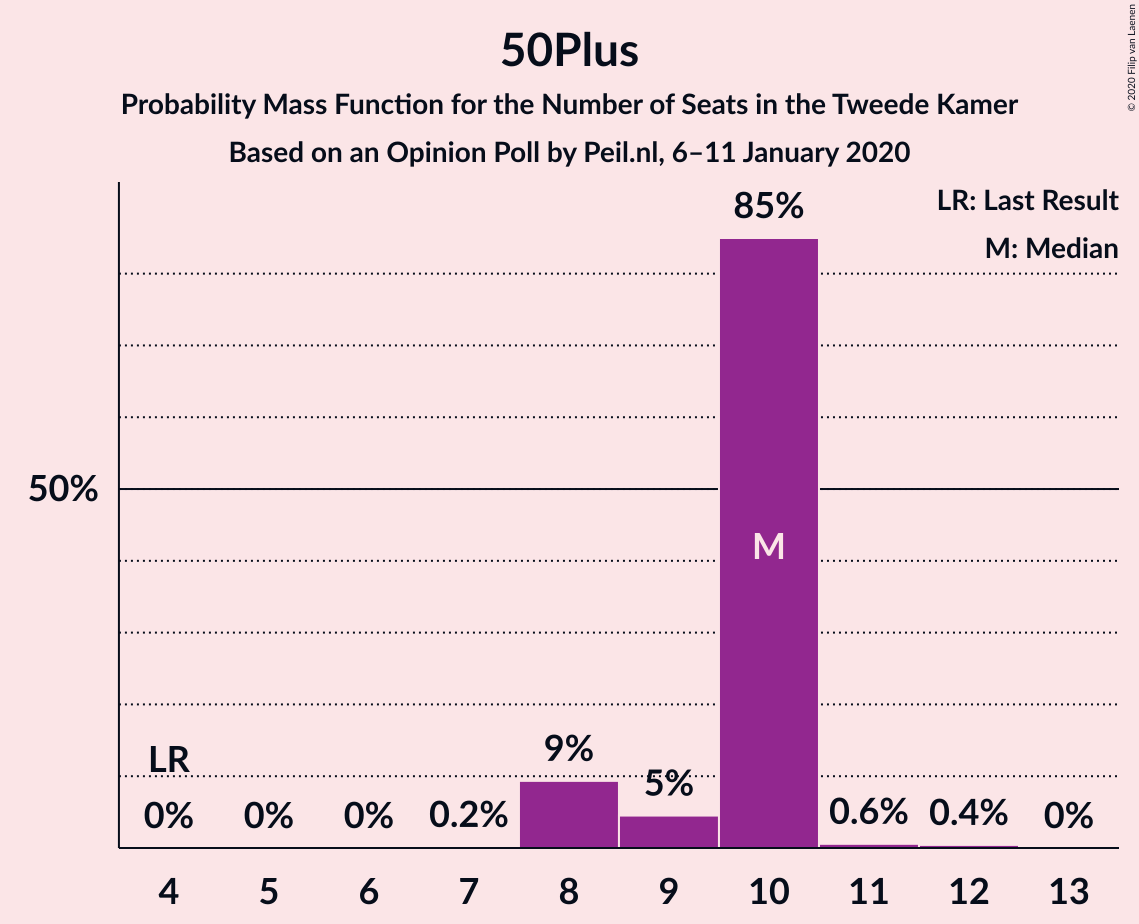 50Plus
Probability Mass Function for the Number of Seats in the Tweede Kamer
Based on an Opinion Poll by Peil.nl, 6–11 January 2020
© 2020 Filip van Laenen
LR: Last Result
M: Median
85%
50%
M
LR
9%
5%
0% 0% 0% 0.2% 0.6% 0.4% 0%
4 5 6 7 8 9 10 11 12 13